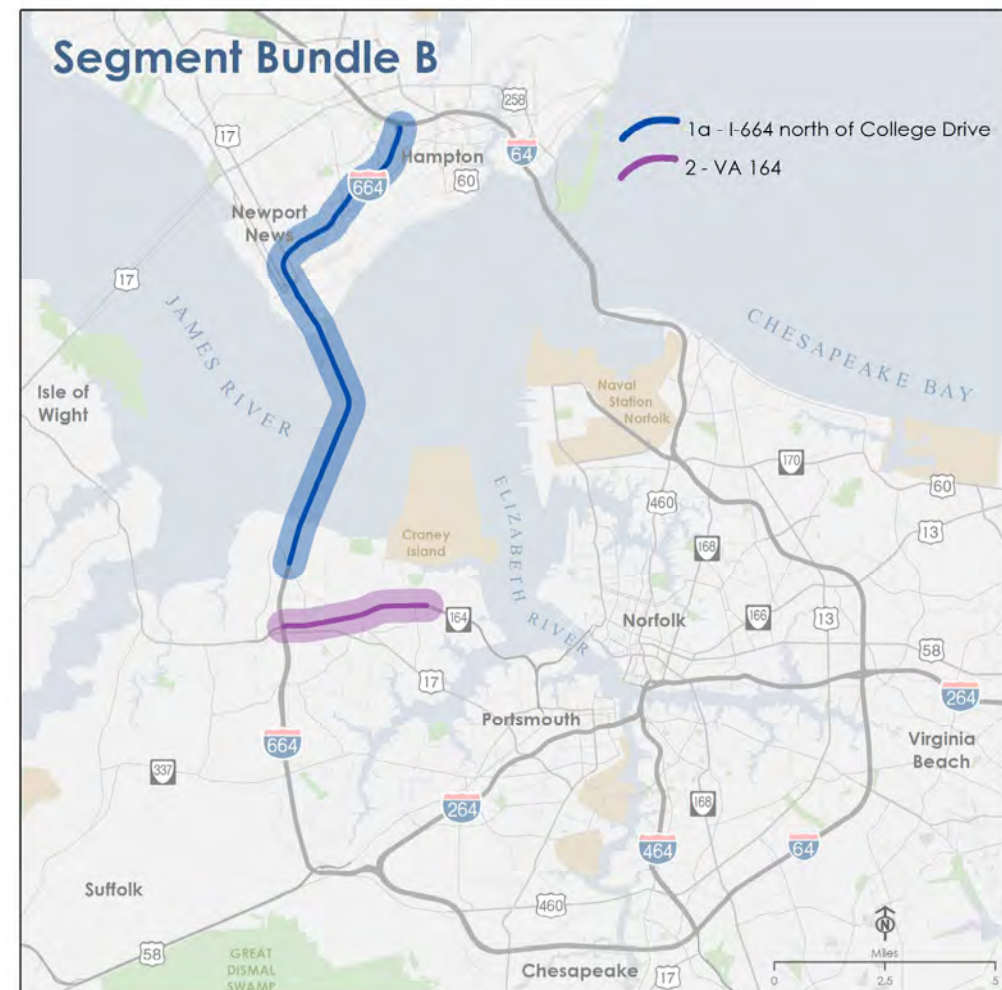 Segment Bundle B
1a - I-664 north of College Drive
2 - VA 164
258
17
Hampton
64
664
60
Newport
News
17
JAMES RIVER
CHESAPEAKE BAY
Isle of
Wight
Naval
Station
Norfolk
170
460
60
ELIZABETH RIVER
13
Craney
Island
168
164
Norfolk
166
13
58
17
264
Portsmouth
664
Virginia
Beach
337
264
168
464
64
Suffolk
460
N
58
GREAT
DISMAL
SWAMP
Chesapeake
17
Miles
0 2.5 5